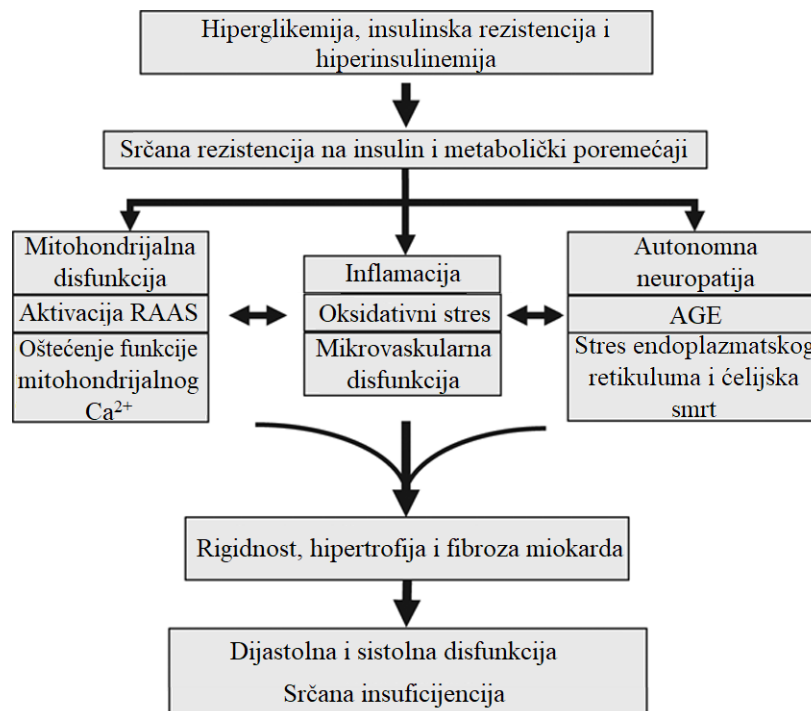 Hiperglikemija, insulinska rezistencija i
hiperinsulinemija
Srčana rezistencija na insulin i metabolički poremećaji
Mitohondrijalna
disfunkcija
Aktivacija RAAS
Oštećenje funkcije
mitohondrijalnog
Ca²⁺
Inflamacija
Oksidativni stres
Mikrovaskularna
disfunkcija
Autonomna
neuropatija
AGE
Stres endoplazmatskog
retikuluma i ćelijska
smrt
Rigidnost, hipertrofija i fibroza miokarda
Dijastolna i sistolna disfunkcija
Srčana insuficijencija